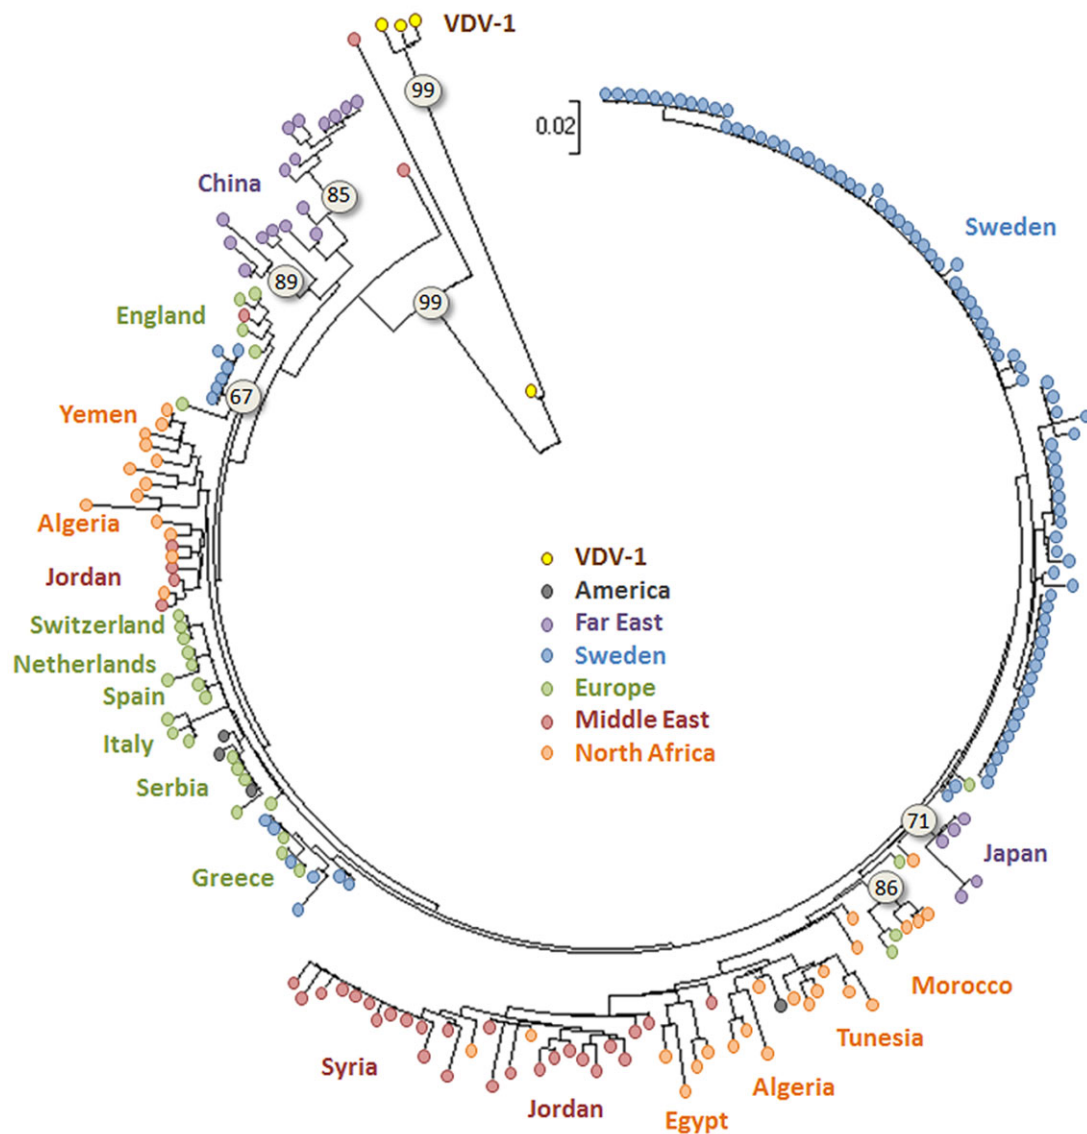 VDV-1
99
0.02
China
85
Sweden
89
99
England
67
Yemen
Algeria
Jordan
Switzerland
Netherlands
Spain
Italy
Serbia
Greece
VDV-1
America
Far East
Sweden
Europe
Middle East
North Africa
71
Japan
86
Morocco
Tunesia
Algeria
Egypt
Jordan
Syria